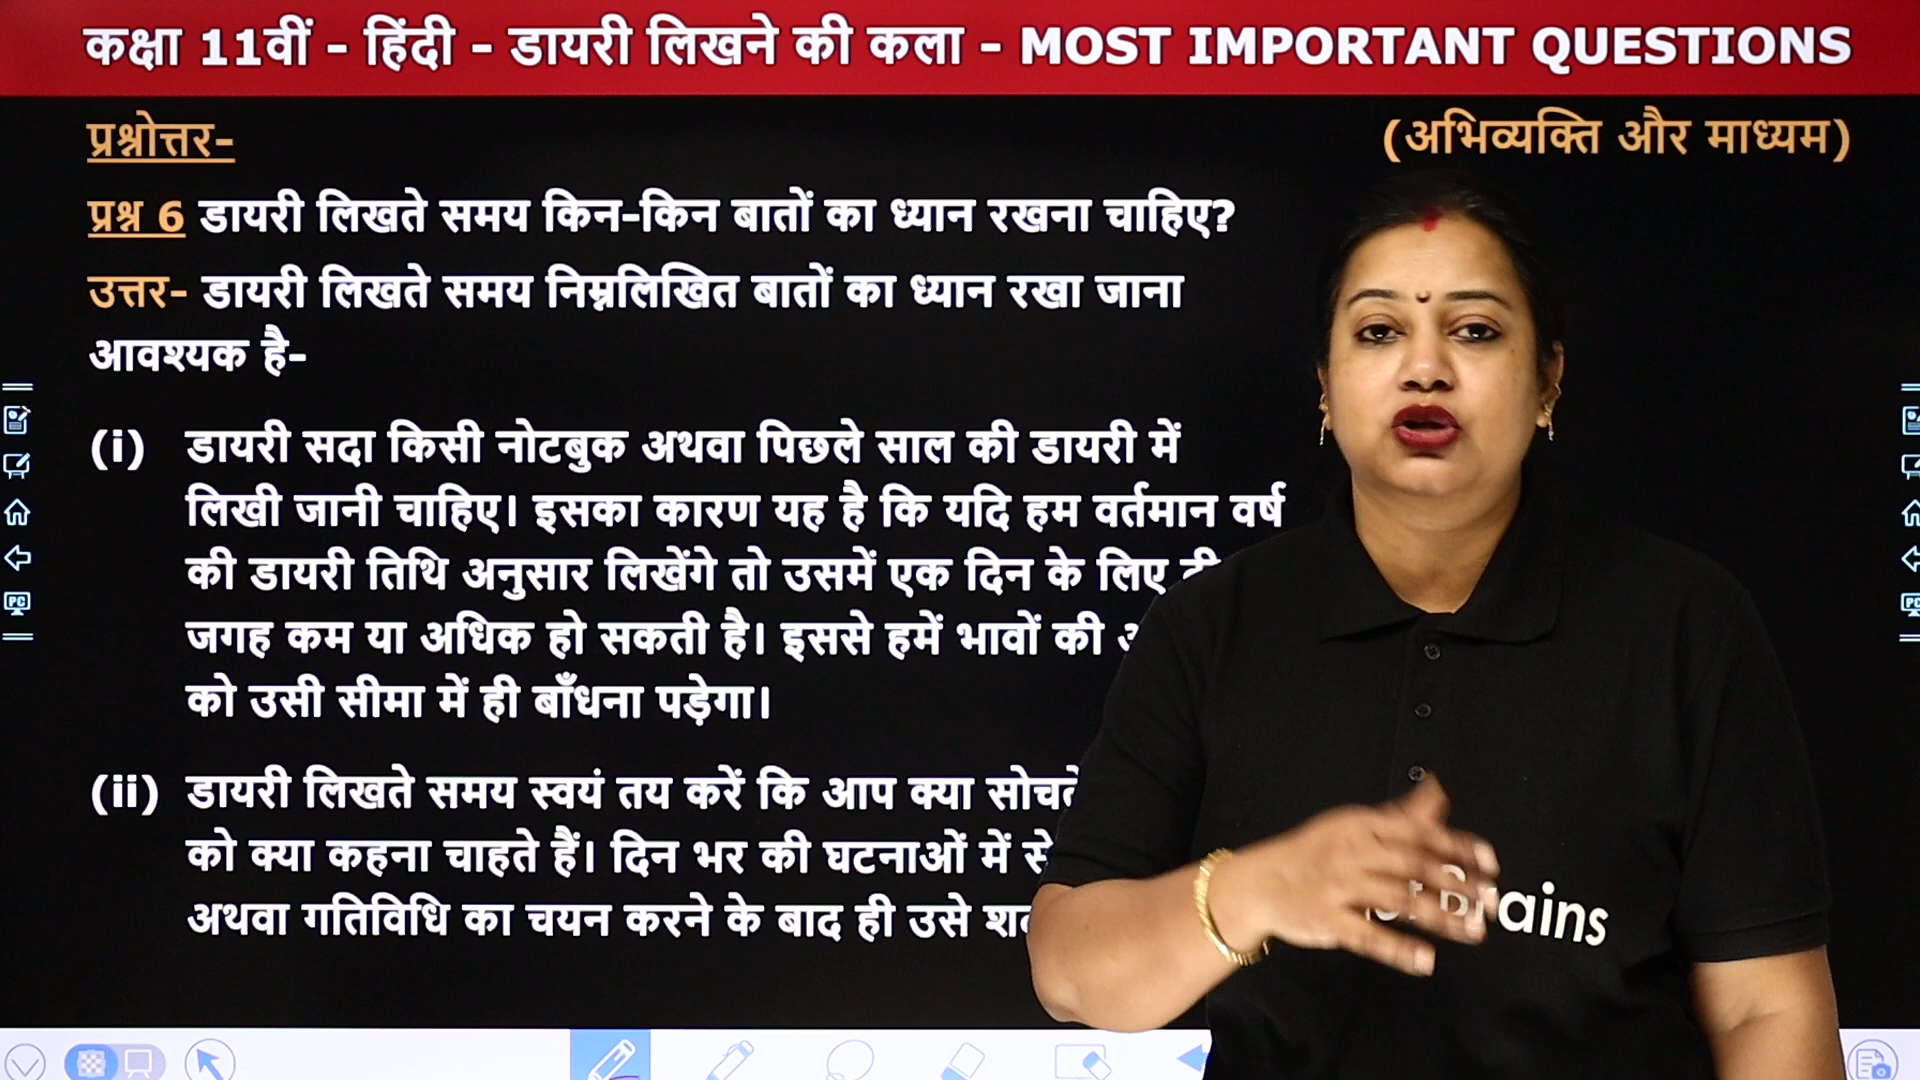 कक्षा 11वीं - हिंदी - डायरी लिखने की कला - MOST IMPORTANT QUESTIONS
प्रश्नोत्तर-
(अभिव्यक्ति और माध्यम)
प्रश्न 6 डायरी लिखते समय किन-किन बातों का ध्यान रखना चाहिए?
उत्तर- डायरी लिखते समय निम्नलिखित बातों का ध्यान रखा जाना
आवश्यक है-
(i) डायरी सदा किसी नोटबुक अथवा पिछले साल की डायरी में
लिखी जानी चाहिए। इसका कारण यह है कि यदि हम वर्तमान वर्ष
की डायरी तिथि अनुसार लिखेंगे तो उसमें एक दिन के लिए
जगह कम या अधिक हो सकती है। इससे हमें भावों की
को उसी सीमा में ही बाँधना पड़ेगा।
(ii) डायरी लिखते समय स्वयं तय करें कि आप क्या
को क्या कहना चाहते हैं। दिन भर की घटनाओं में से
अथवा गतिविधि का चयन करने के बाद ही उसे
PC